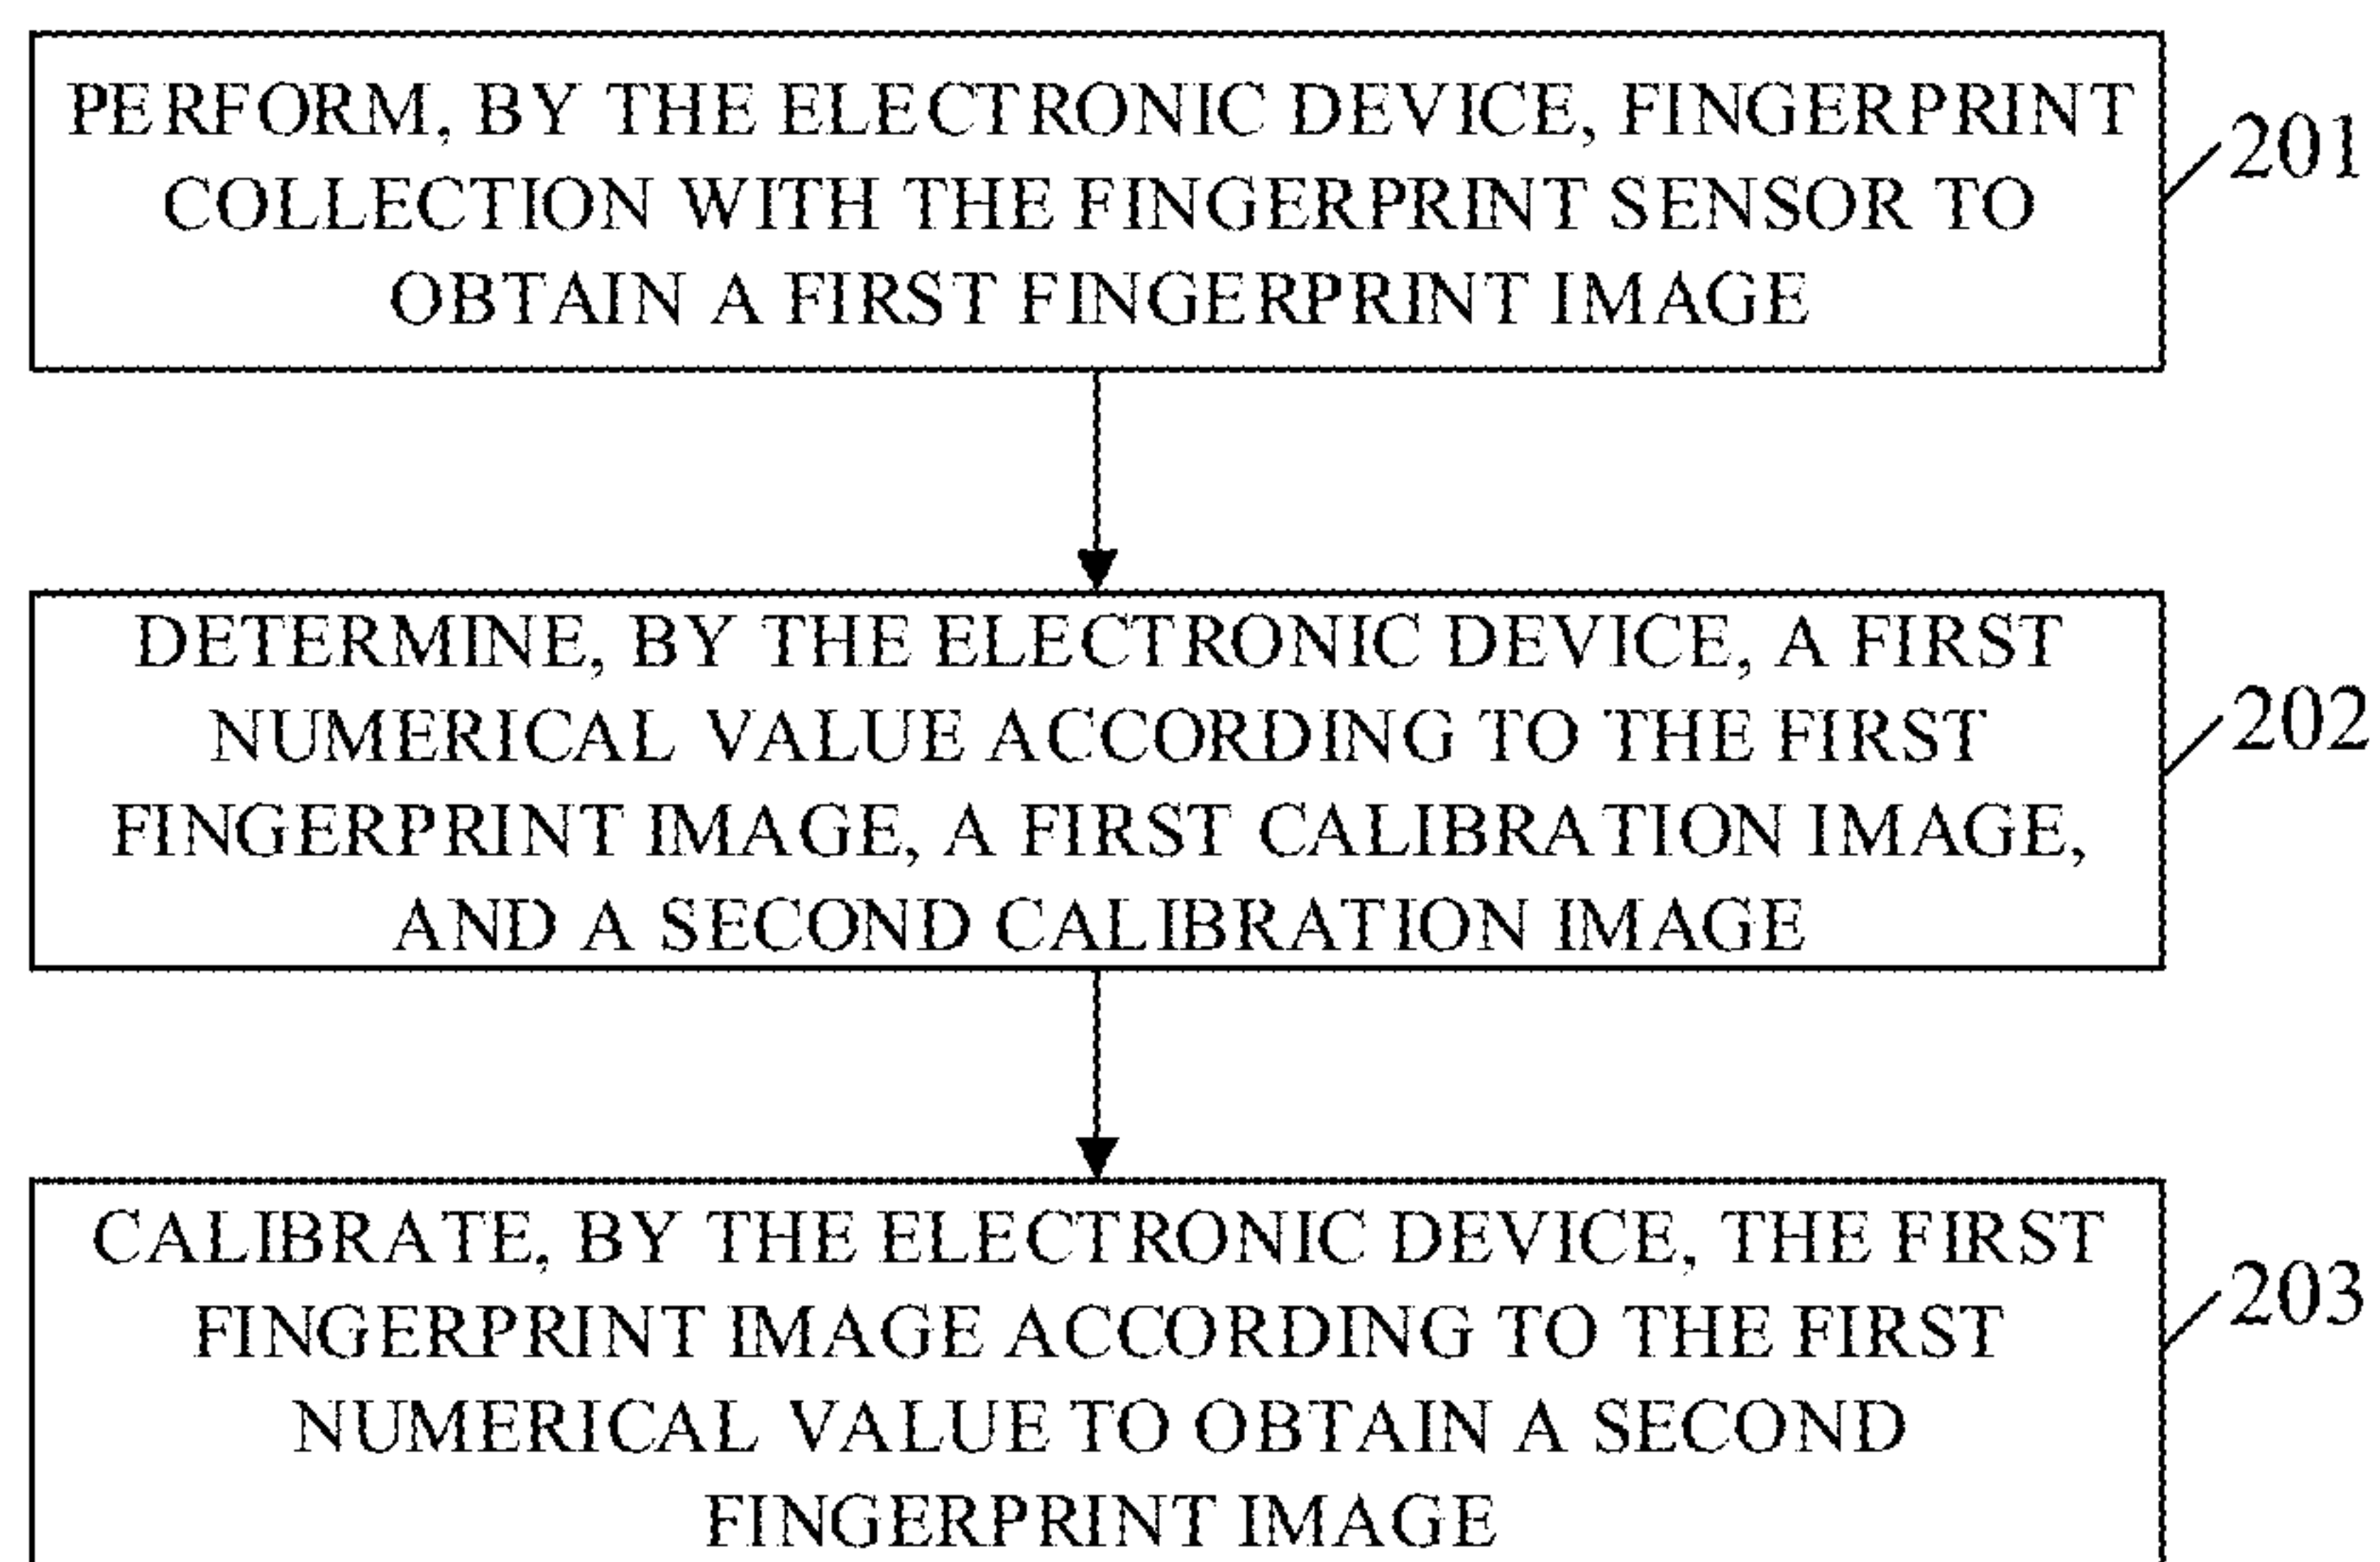 PERFORM, BY THE ELECTRONIC DEVICE, FINGERPRINT
COLLECTION WITH THE FINGERPRINT SENSOR TO
OBTAIN A FIRST FINGERPRINT IMAGE
201
DETERMINE, BY THE ELECTRONIC DEVICE, A FIRST
NUMERICAL VALUE ACCORDING TO THE FIRST
FINGERPRINT IMAGE, A FIRST CALIBRATION IMAGE,
AND A SECOND CALIBRATION IMAGE
202
CALIBRATE, BY THE ELECTRONIC DEVICE, THE FIRST
FINGERPRINT IMAGE ACCORDING TO THE FIRST
NUMERICAL VALUE TO OBTAIN A SECOND
FINGERPRINT IMAGE
203